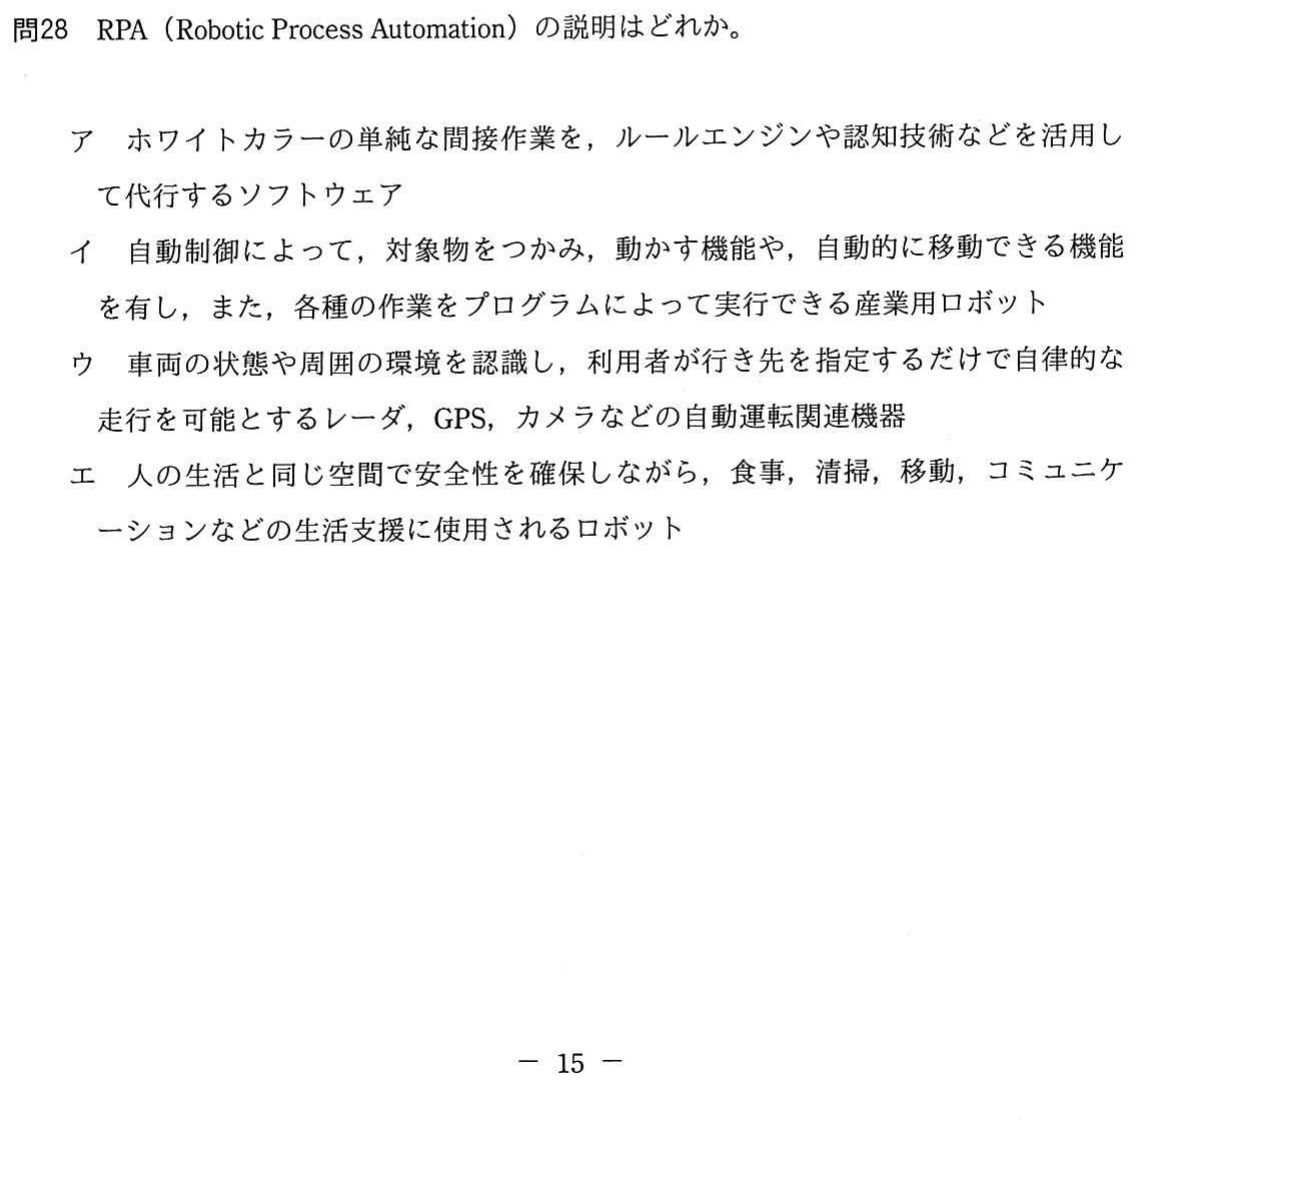 問28　RPA（Robotic Process Automation）の説明はどれか。
ア　ホワイトカラーの単純な間接作業を，ルールエンジンや認知技術などを活用し
て代行するソフトウェア
イ　自動制御によって，対象物をつかみ，動かす機能や，自動的に移動できる機能
を有し，また，各種の作業をプログラムによって実行できる産業用ロボット
ウ　車両の状態や周囲の環境を認識し，利用者が行き先を指定するだけで自律的な
走行を可能とするレーダ，GPS，カメラなどの自動運転関連機器
エ　人の生活と同じ空間で安全性を確保しながら，食事，清掃，移動，コミュニケ
ーションなどの生活支援に使用されるロボット
－ 15 －